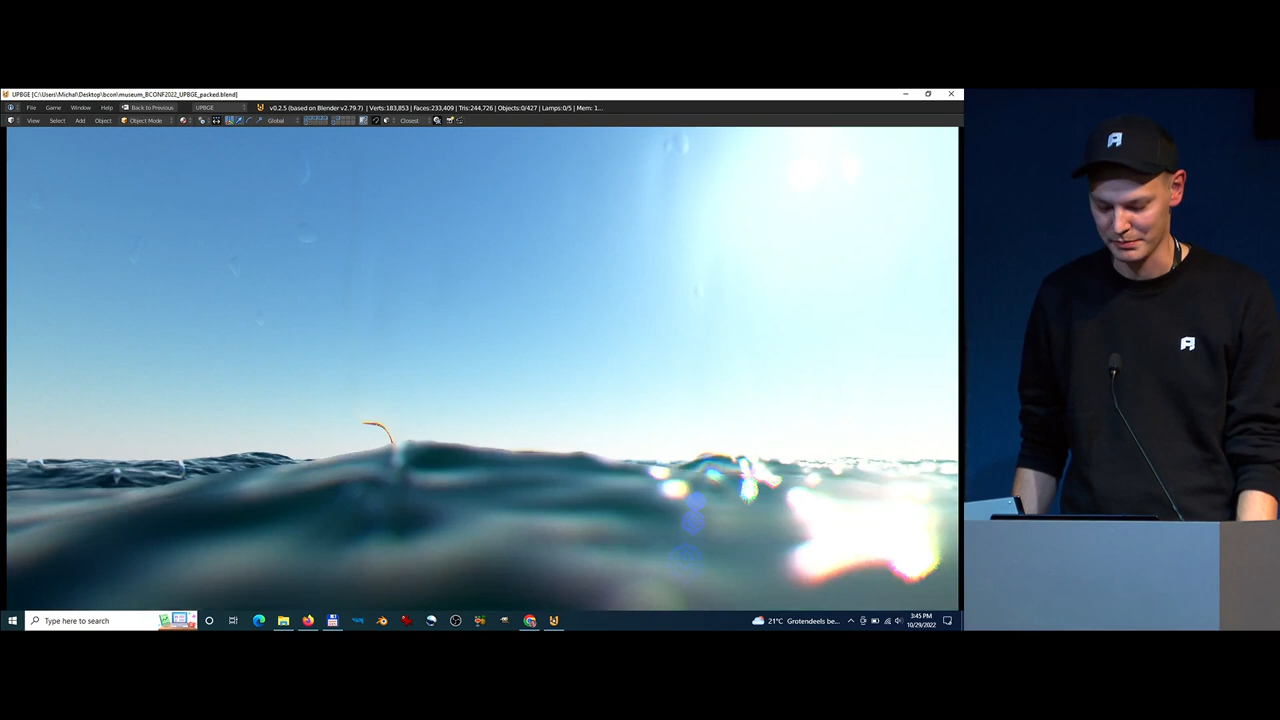 UPBGE [C:\Users\Michal\Desktop\bcon\museum_BCONF2022_UPBGE_packed.blend]
File Game Window Help Back to Previous UPBGE v0.2.5 (based on Blender v2.79.7) | Verts:183,853 | Faces:233,409 | Tris:244,726 | Objects:0/427 | Lamps:0/5 | Mem: 1...
View Select Add Object Object Mode Global Closest
Type here to search
21°C Grotendeels be...
3:45 PM
10/29/2022